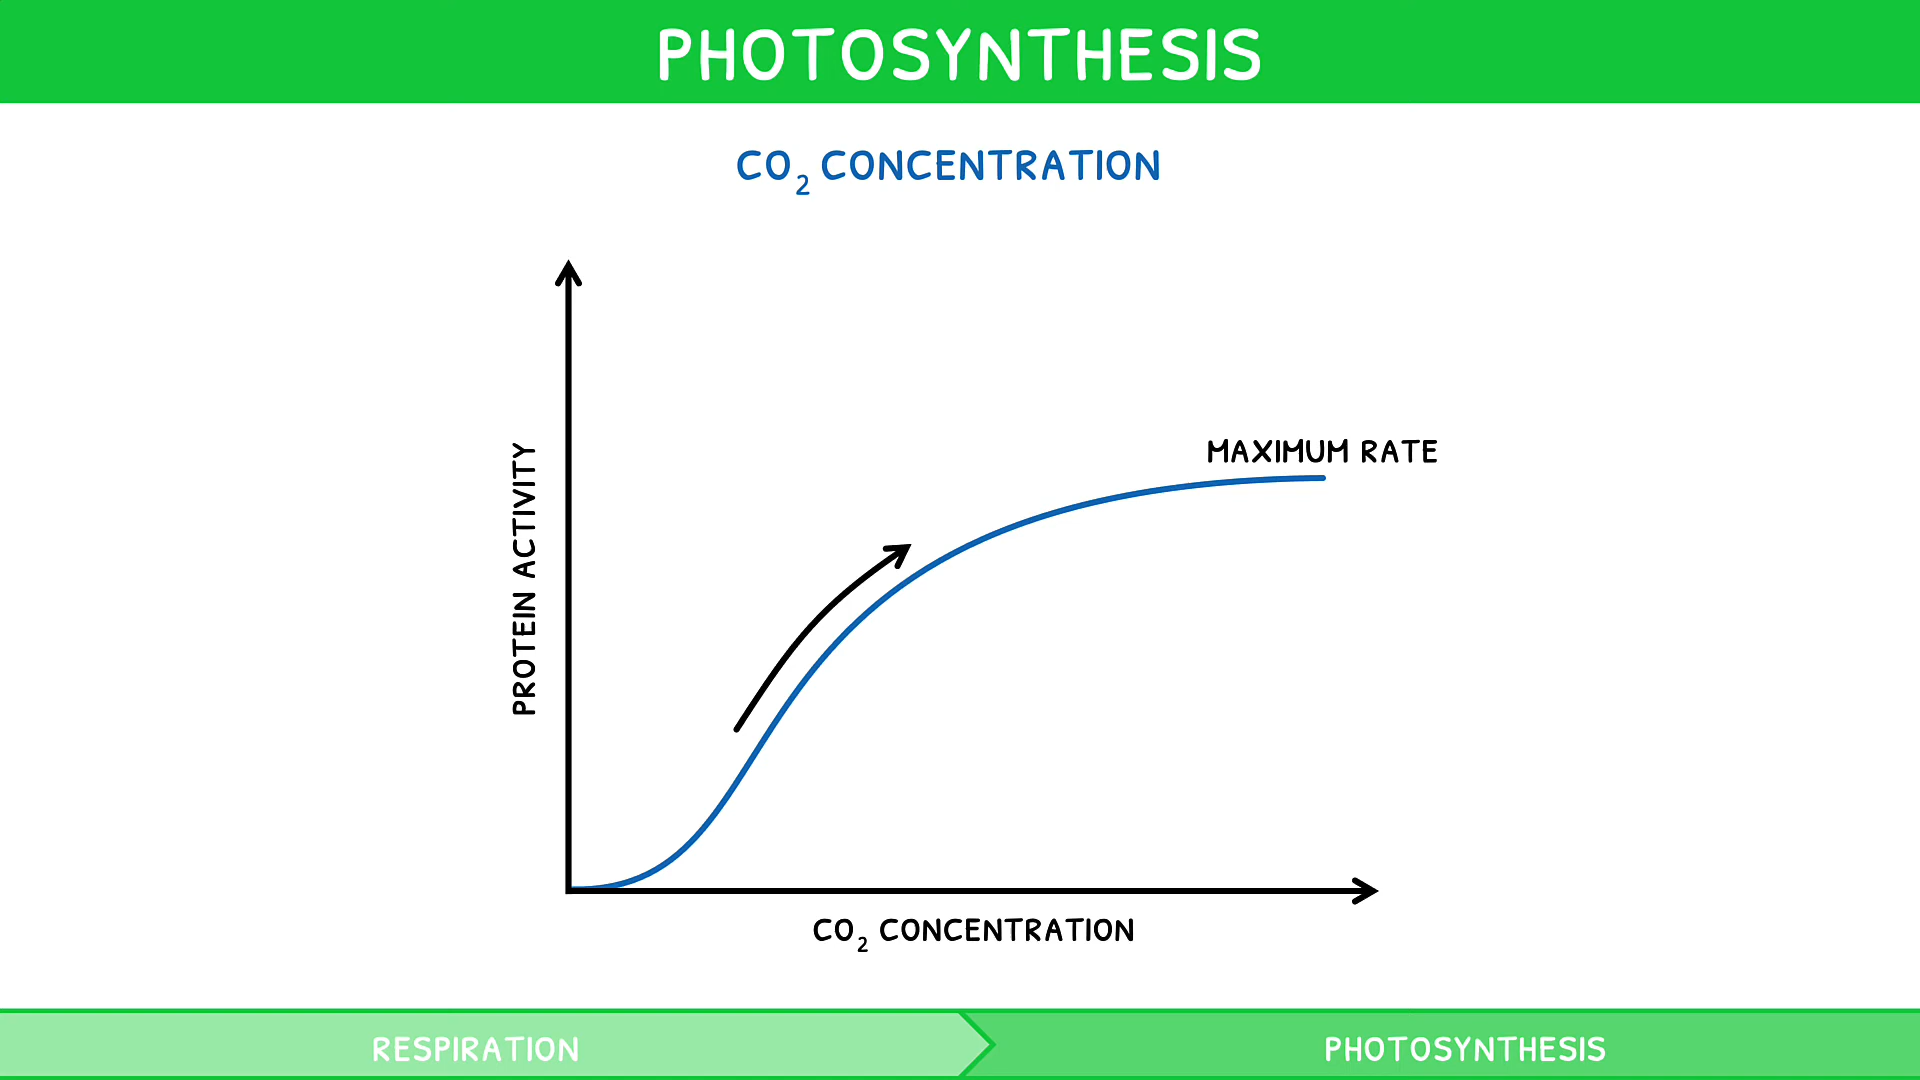 PHOTOSYNTHESIS
CO₂ CONCENTRATION
MAXIMUM RATE
PROTEIN ACTIVITY
CO₂ CONCENTRATION
RESPIRATION
PHOTOSYNTHESIS